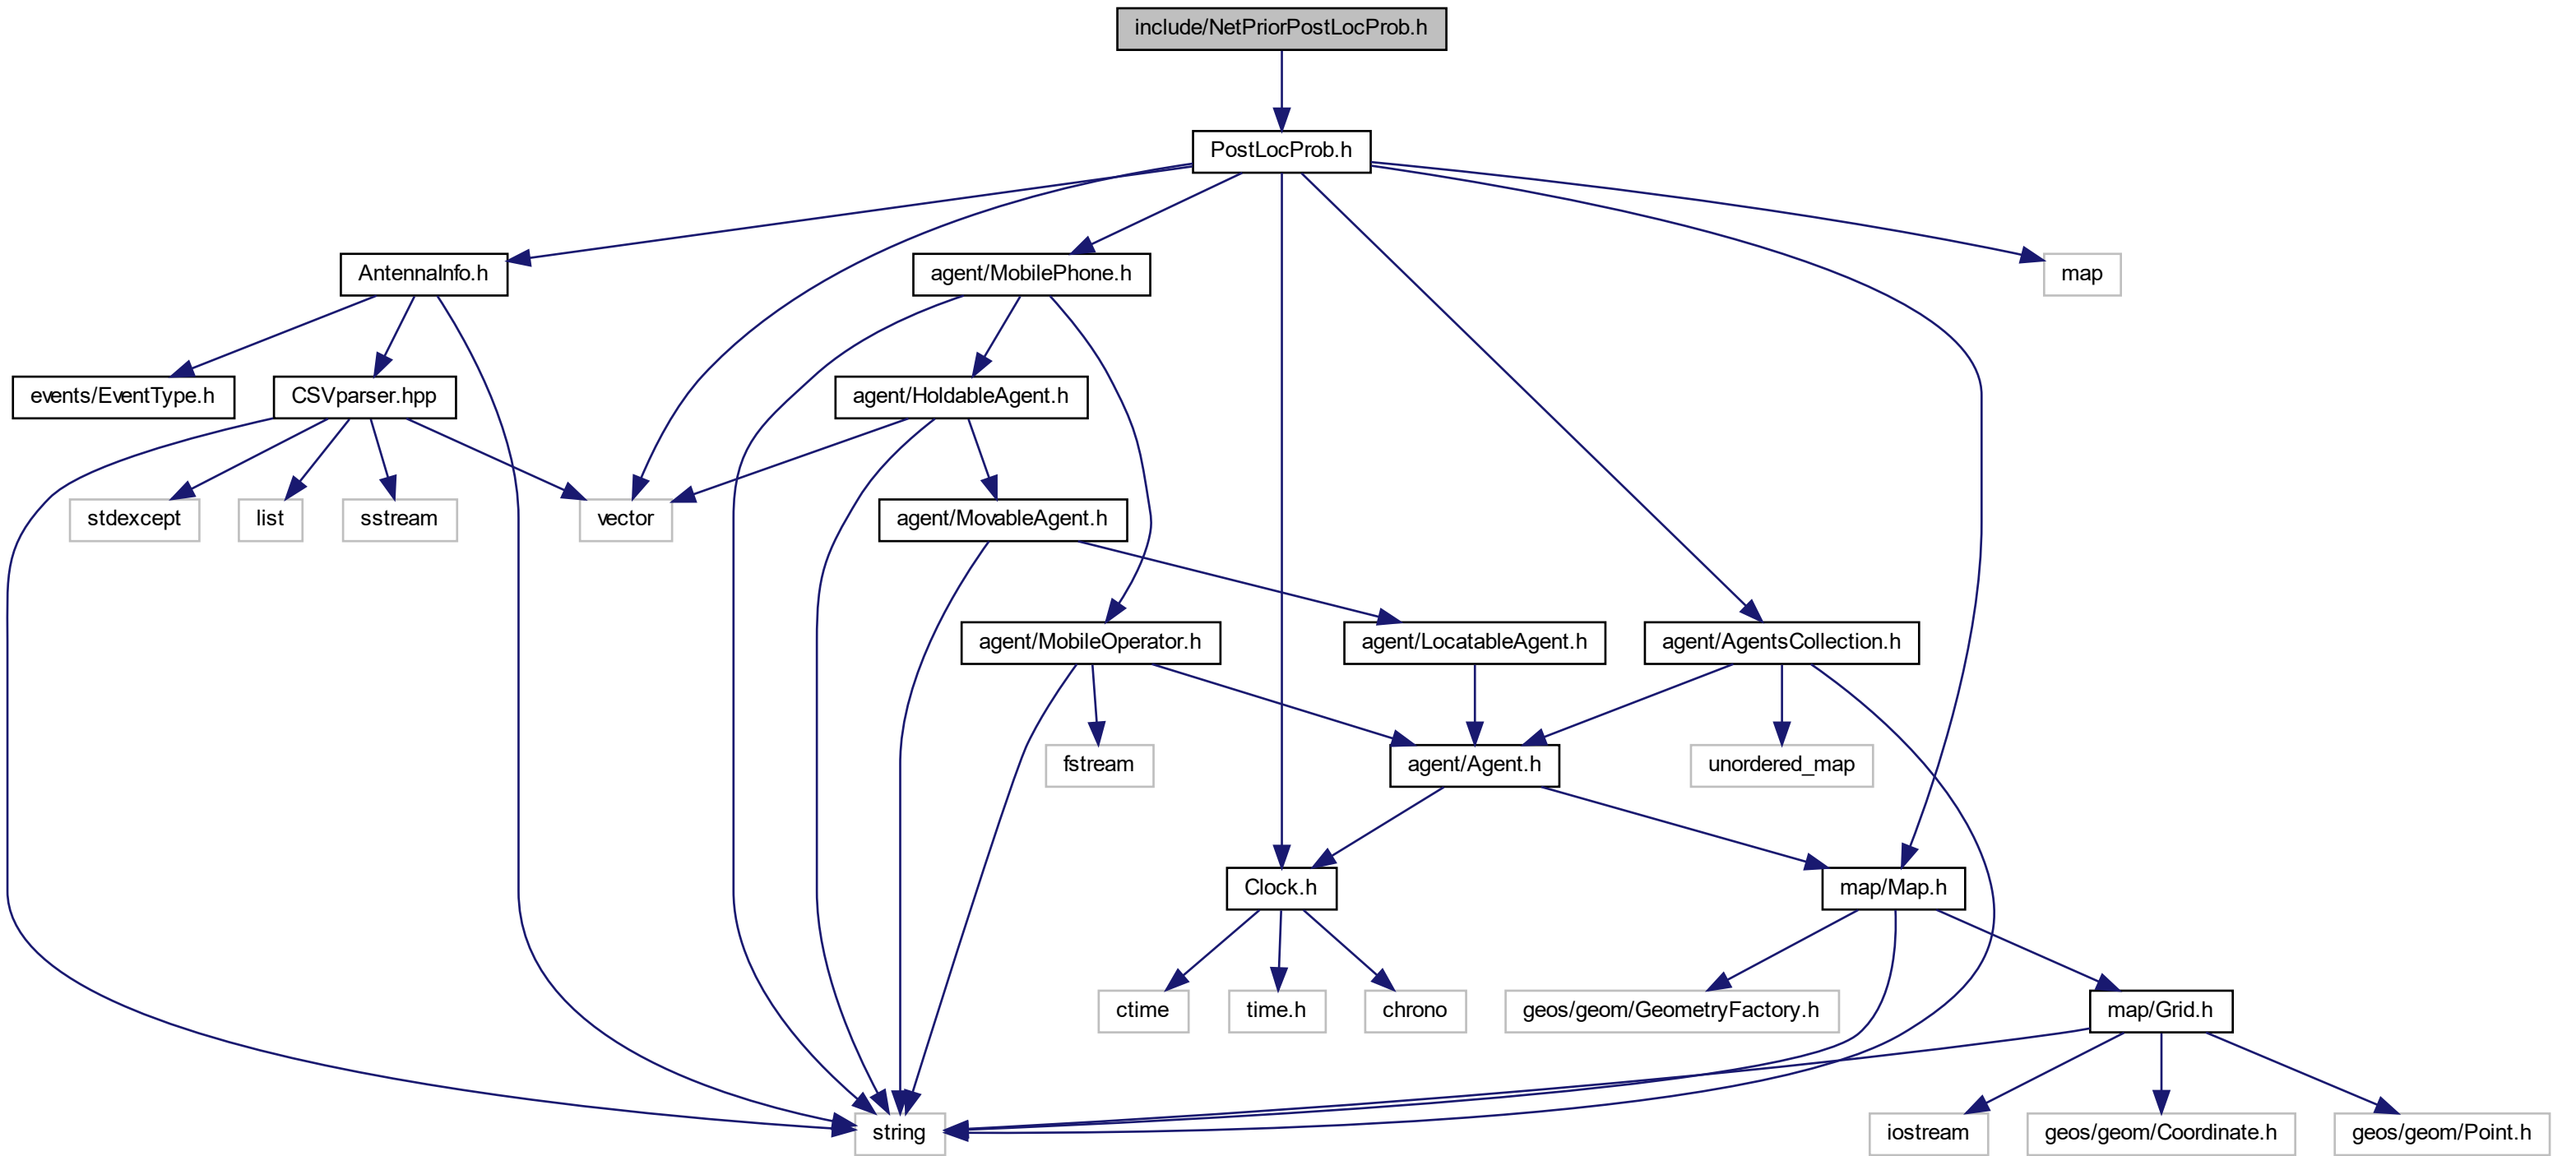 include/NetPriorPostLocProb.h
PostLocProb.h
AntennaInfo.h
agent/MobilePhone.h
map
events/EventType.h
CSVparser.hpp
agent/HoldableAgent.h
stdexcept
list
sstream
vector
agent/MovableAgent.h
agent/MobileOperator.h
agent/LocatableAgent.h
agent/AgentsCollection.h
fstream
agent/Agent.h
unordered_map
Clock.h
map/Map.h
ctime
time.h
chrono
geos/geom/GeometryFactory.h
map/Grid.h
string
iostream
geos/geom/Coordinate.h
geos/geom/Point.h